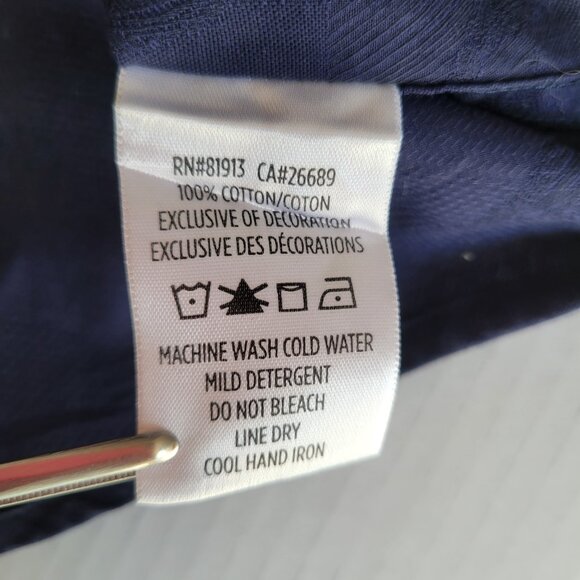 RN#81913 CA#26689
100% COTTON/COTON
EXCLUSIVE OF DECORATION
EXCLUSIVE DES DÉCORATIONS
MACHINE WASH COLD WATER
MILD DETERGENT
DO NOT BLEACH
LINE DRY
COOL HAND IRON